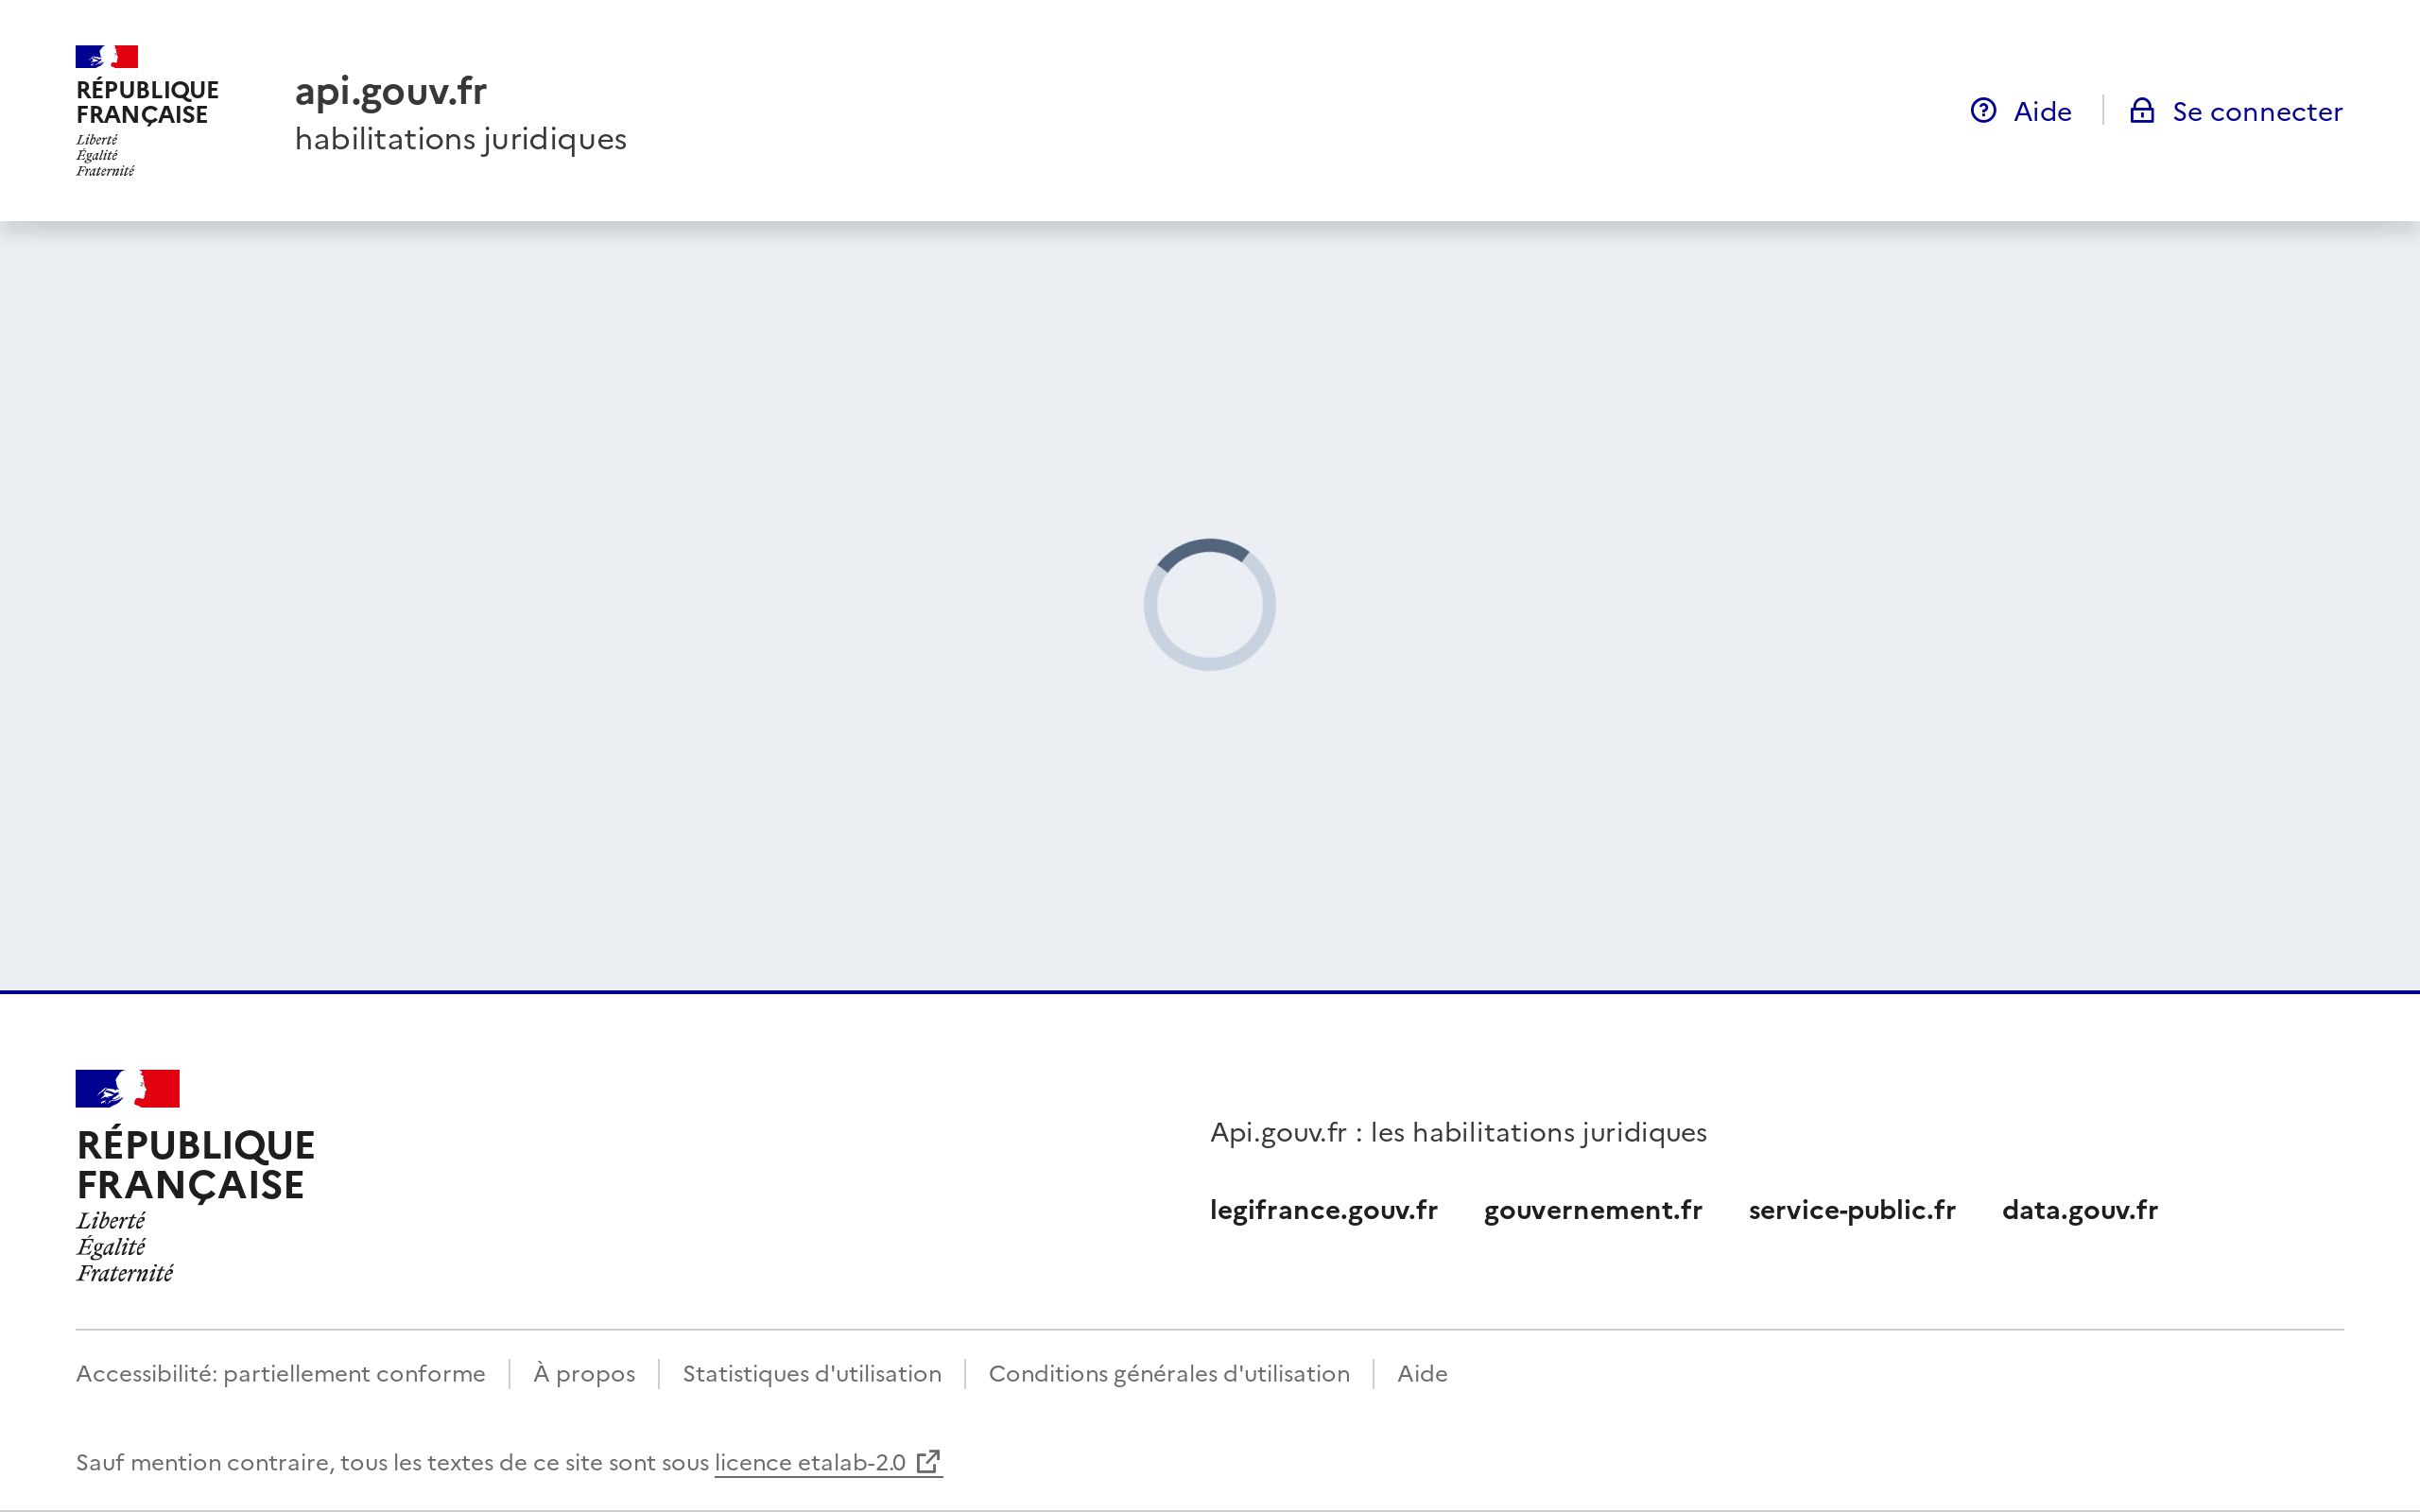 RÉPUBLIQUE
FRANÇAISE
Liberté
Égalité
Fraternité
api.gouv.fr
habilitations juridiques
Aide
Se connecter
RÉPUBLIQUE
FRANÇAISE
Liberté
Égalité
Fraternité
Api.gouv.fr : les habilitations juridiques
legifrance.gouv.fr gouvernement.fr service-public.fr data.gouv.fr
Accessibilité: partiellement conforme À propos Statistiques d'utilisation Conditions générales d'utilisation Aide
Sauf mention contraire, tous les textes de ce site sont sous licence etalab-2.0